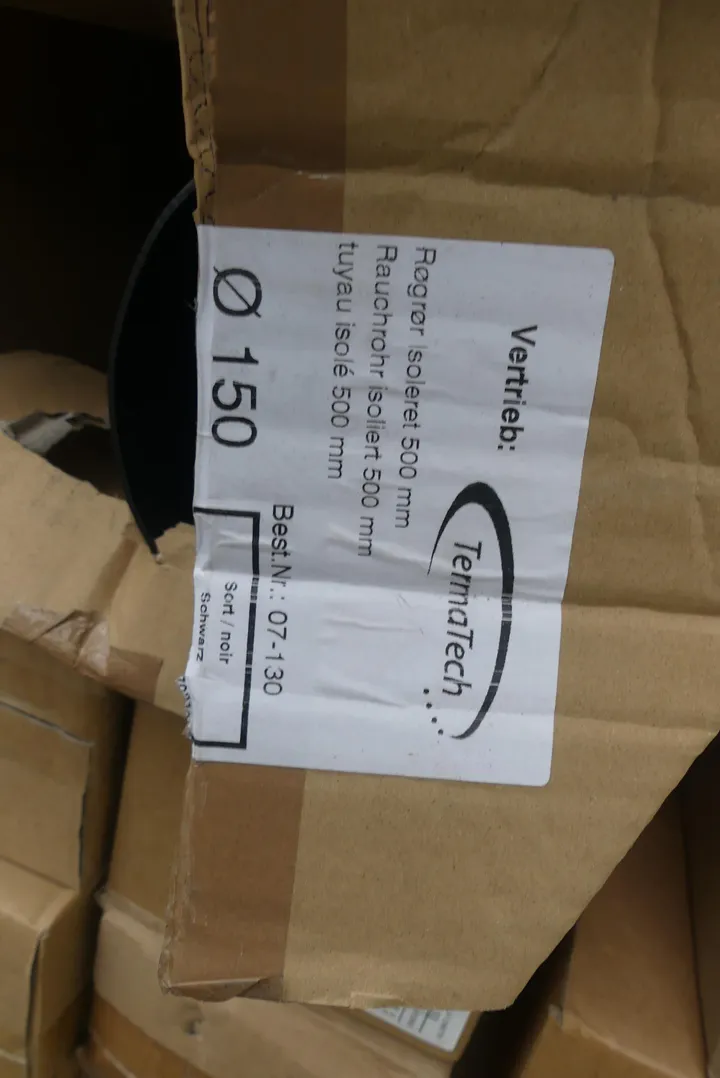 Vertrieb:
TermaTech
Røgrør isoleret 500 mm
Rauchrohr isoliert 500 mm
tuyau isolé 500 mm
Best.Nr.: 07-130
Ø 150
Sort / noir
Schwarz